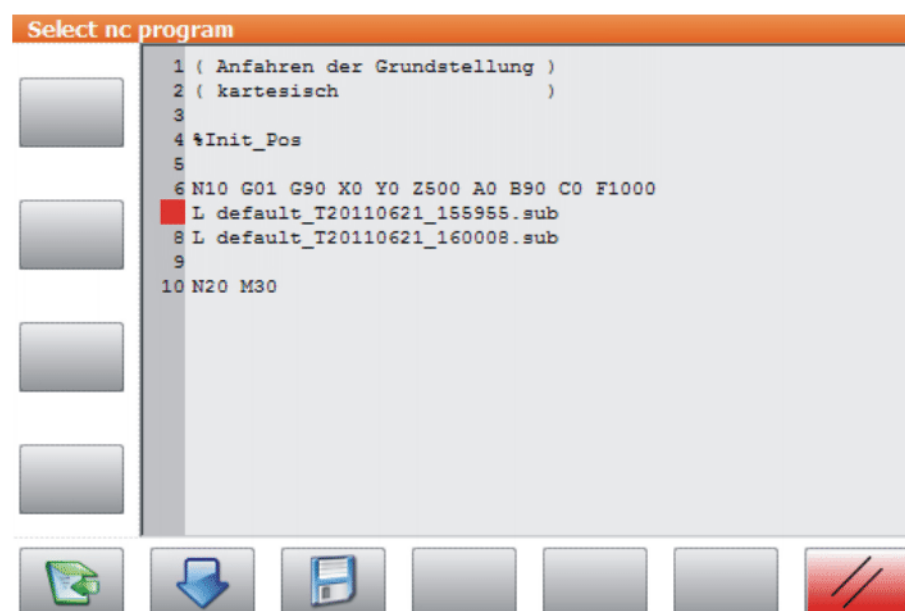 Select nc program
1 ( Anfahren der Grundstellung )
2 ( kartesisch )
3
4 %Init_Pos
5
6 N10 G01 G90 X0 Y0 Z500 A0 B90 C0 F1000
L default_T20110621_155955.sub
8 L default_T20110621_160008.sub
9
10 N20 M30